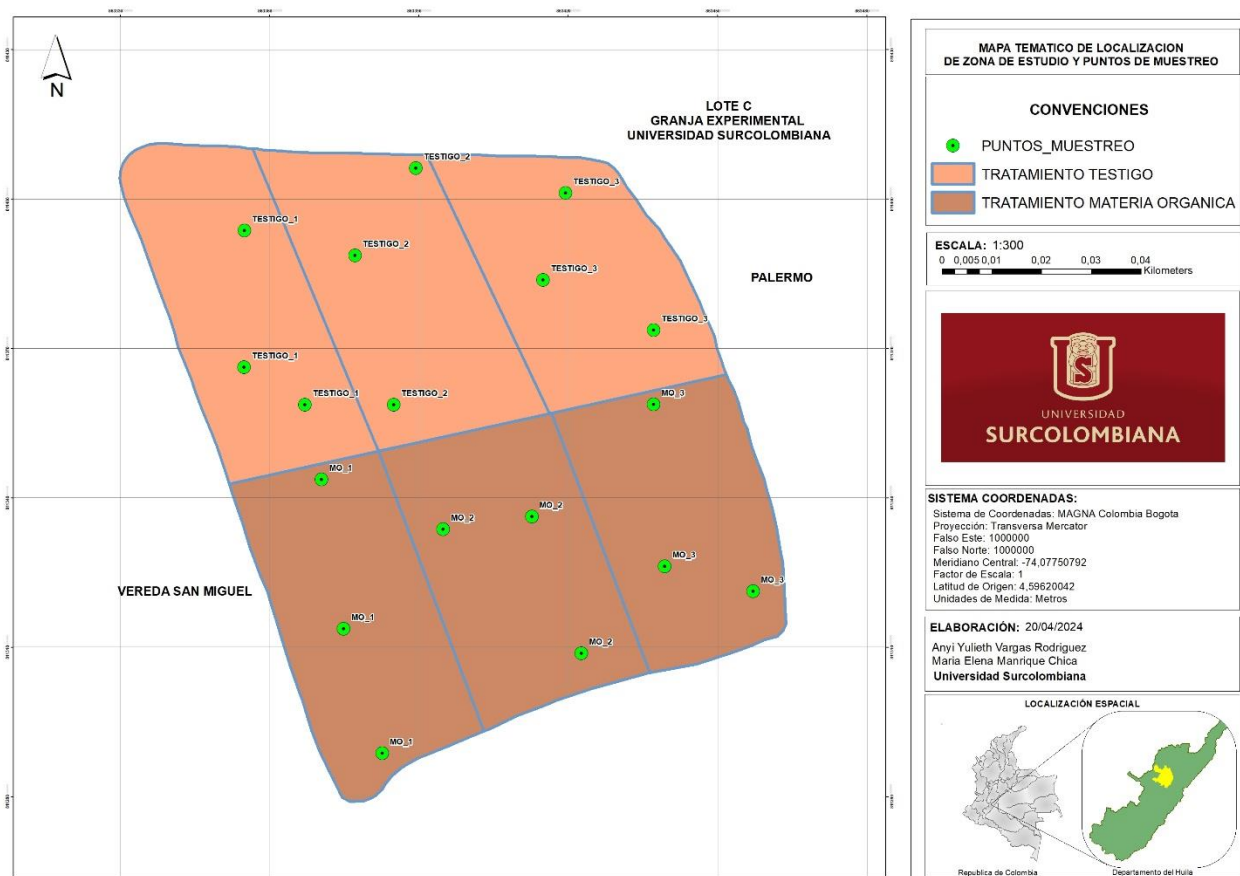 N
LOTE C
GRANJA EXPERIMENTAL
UNIVERSIDAD SURCOLOMBIANA
TESTIGO_2
TESTIGO_3
TESTIGO_1
TESTIGO_2
TESTIGO_3
PALERMO
TESTIGO_3
TESTIGO_1
TESTIGO_1
TESTIGO_2
MO_3
MO_1
MO_2
MO_2
MO_3
MO_3
VEREDA SAN MIGUEL
MO_1
MO_2
MO_1
MAPA TEMATICO DE LOCALIZACION
DE ZONA DE ESTUDIO Y PUNTOS DE MUESTREO
CONVENCIONES
PUNTOS_MUESTREO
TRATAMIENTO TESTIGO
TRATAMIENTO MATERIA ORGANICA
ESCALA: 1:300
0 0,005 0,01 0,02 0,03 0,04
Kilometers
UNIVERSIDAD
SURCOLOMBIANA
SISTEMA COORDENADAS:
Sistema de Coordenadas: MAGNA Colombia Bogota
Proyección: Transversa Mercator
Falso Este: 1000000
Falso Norte: 1000000
Meridiano Central: -74,07750792
Factor de Escala: 1
Latitud de Origen: 4,59620042
Unidades de Medida: Metros
ELABORACIÓN: 20/04/2024
Anyi Yulieth Vargas Rodriguez
Maria Elena Manrique Chica
Universidad Surcolombiana
LOCALIZACIÓN ESPACIAL
Republica de Colombia
Departamento del Huila